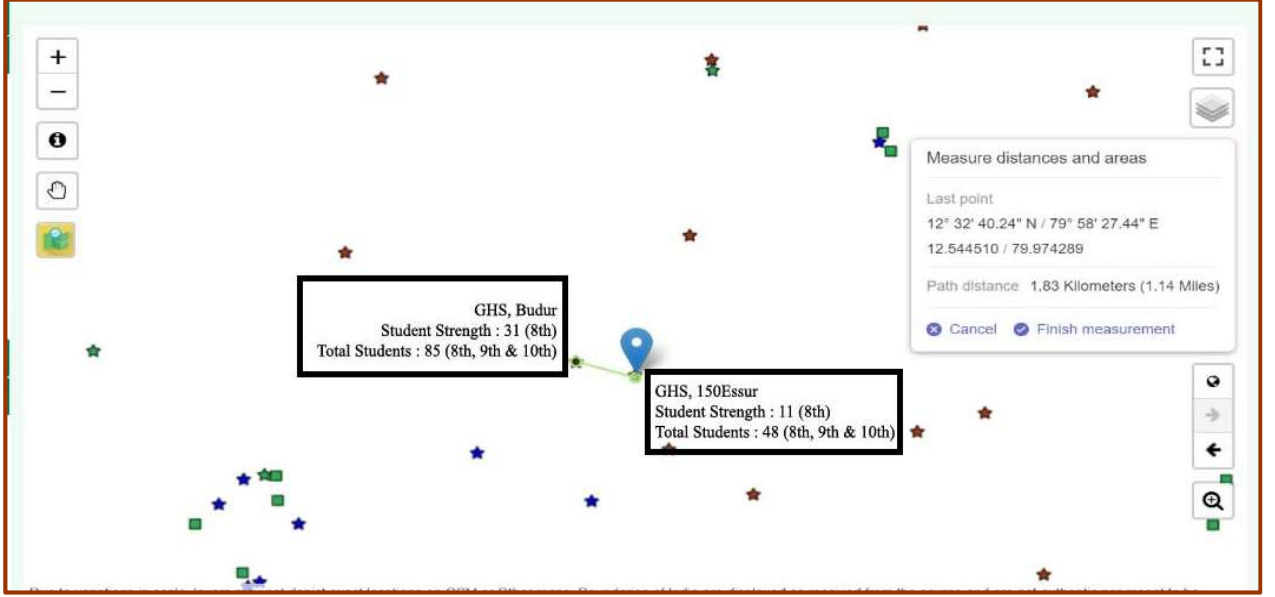 +
−
Measure distances and areas
Last point
12° 32' 40.24" N / 79° 58' 27.44" E
12.544510 / 79.974289
Path distance 1.83 Kilometers (1.14 Miles)
Cancel Finish measurement
GHS, Budur
Student Strength : 31 (8th)
Total Students : 85 (8th, 9th & 10th)
GHS, 150Essur
Student Strength : 11 (8th)
Total Students : 48 (8th, 9th & 10th)